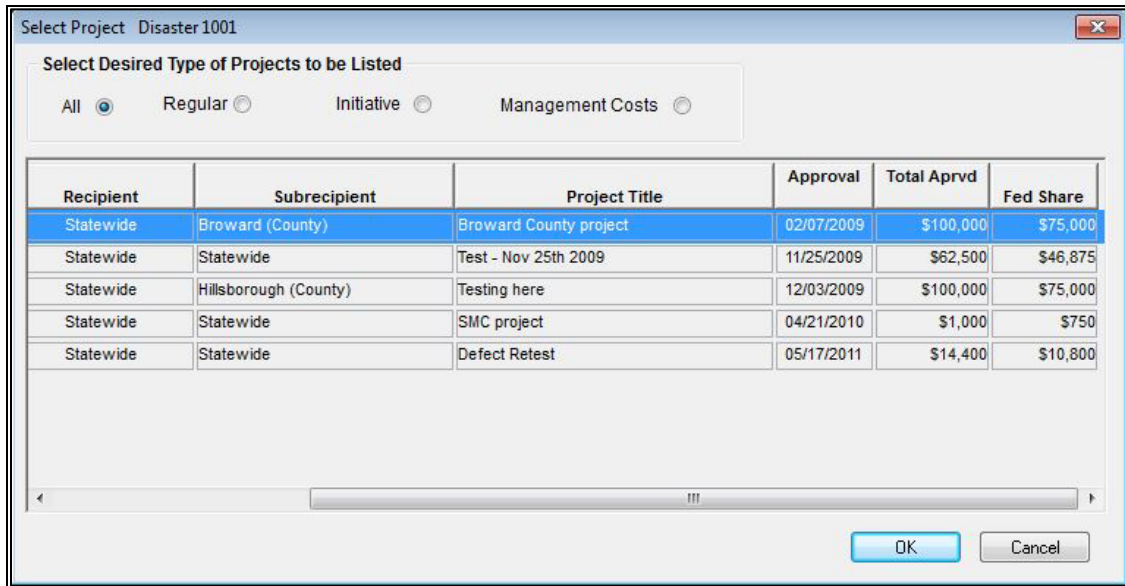 Select Project Disaster 1001
Select Desired Type of Projects to be Listed
All Regular Initiative Management Costs
Recipient Subrecipient Project Title Approval Total Aprvd Fed Share
Statewide Broward (County) Broward County project 02/07/2009 $100,000 $75,000
Statewide Statewide Test - Nov 25th 2009 11/25/2009 $62,500 $46,875
Statewide Hillsborough (County) Testing here 12/03/2009 $100,000 $75,000
Statewide Statewide SMC project 04/21/2010 $1,000 $750
Statewide Statewide Defect Retest 05/17/2011 $14,400 $10,800
OK Cancel